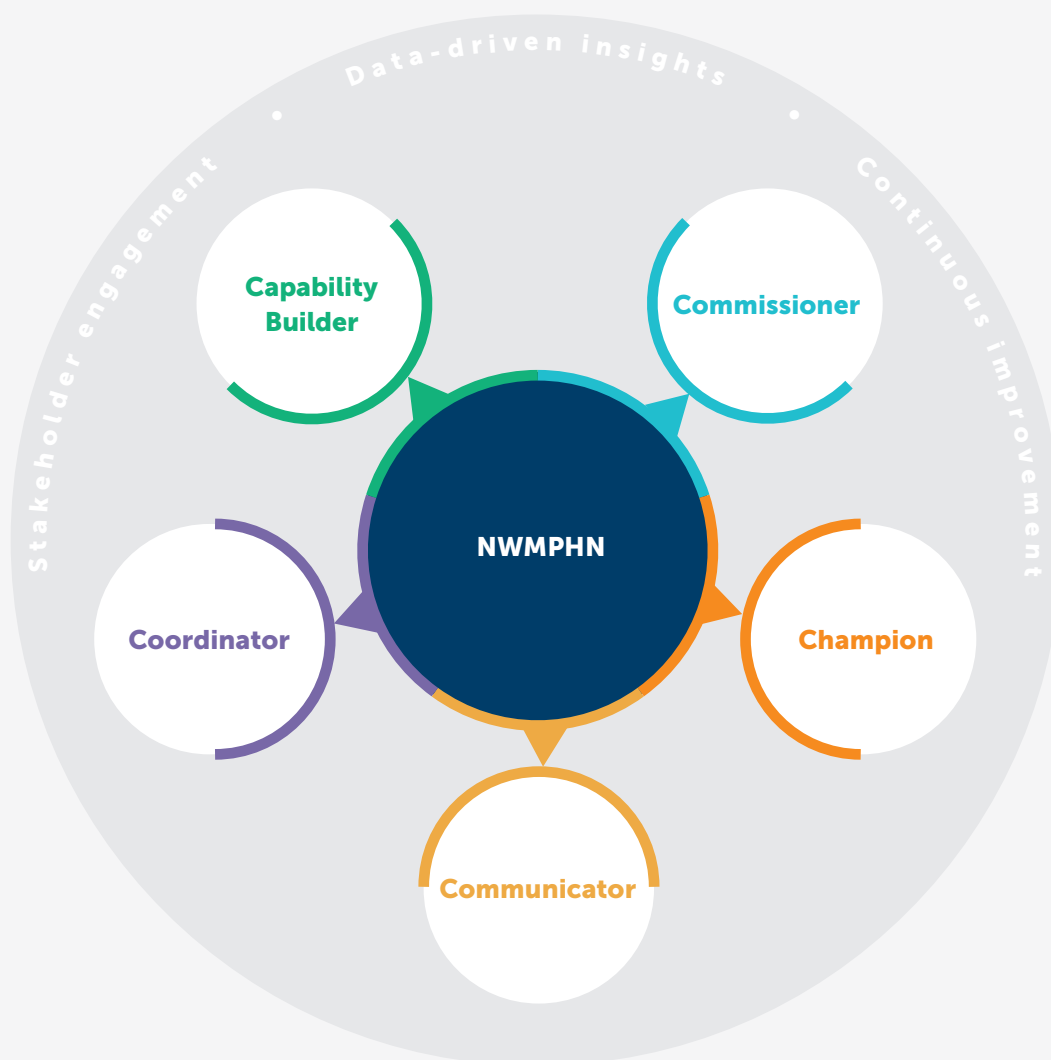 Stakeholder engagement • Data-driven insights • Continuous improvement
Capability
Builder
Commissioner
NWMPHN
Coordinator
Champion
Communicator